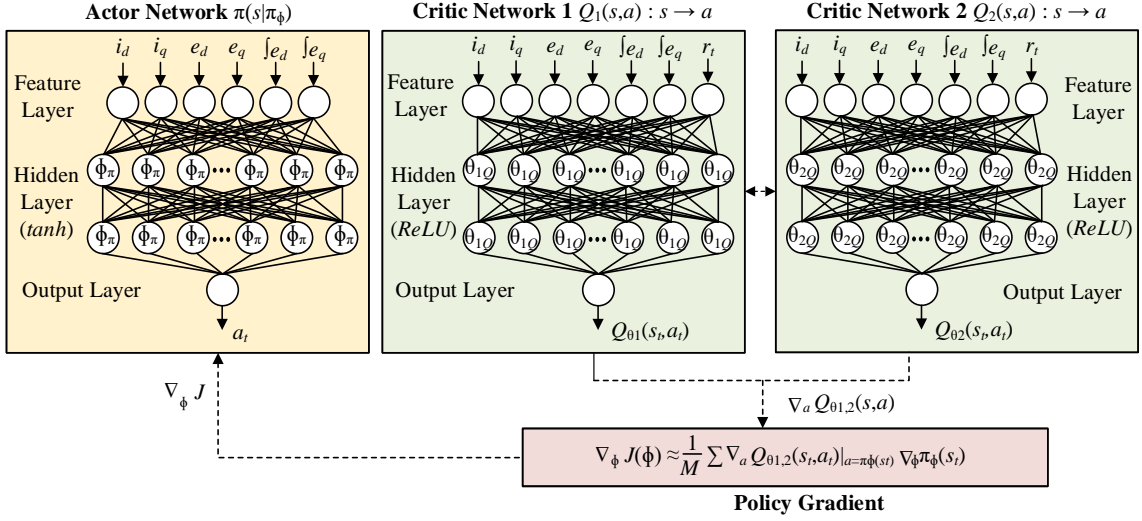 Actor Network π(s|π_ϕ)
i_d i_q e_d e_q ∫e_d ∫e_q
Feature
Layer
Hidden
Layer
(tanh)
ϕ_π ϕ_π ϕ_π ... ϕ_π ϕ_π ϕ_π
ϕ_π ϕ_π ϕ_π ... ϕ_π ϕ_π ϕ_π
Output Layer
a_t
Critic Network 1 Q_1(s,a) : s → a
i_d i_q e_d e_q ∫e_d ∫e_q r_t
Feature
Layer
Hidden
Layer
(ReLU)
θ_1Q θ_1Q θ_1Q ... θ_1Q θ_1Q θ_1Q
θ_1Q θ_1Q θ_1Q ... θ_1Q θ_1Q θ_1Q
Output Layer
Q_θ1(s_t,a_t)
Critic Network 2 Q_2(s,a) : s → a
i_d i_q e_d e_q ∫e_d ∫e_q r_t
Feature
Layer
θ_2Q θ_2Q θ_2Q ... θ_2Q θ_2Q θ_2Q
θ_2Q θ_2Q θ_2Q ... θ_2Q θ_2Q θ_2Q
Hidden
Layer
(ReLU)
Output Layer
Q_θ2(s_t,a_t)
∇_ϕ J
∇_a Q_θ1,2(s,a)
∇_ϕ J(ϕ) ≈ 1/M ∑ ∇_a Q_θ1,2(s_t,a_t)|_a=πϕ(st) ∇_ϕπ_ϕ(s_t)
Policy Gradient